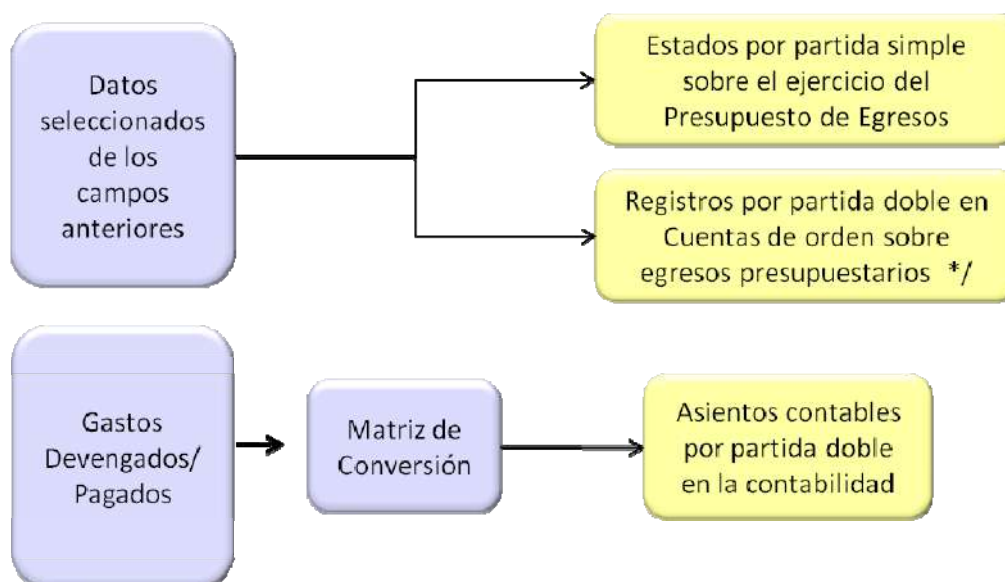 Datos
seleccionados
de los
campos
anteriores
Estados por partida simple
sobre el ejercicio del
Presupuesto de Egresos
Registros por partida doble en
Cuentas de orden sobre
egresos presupuestarios */
Gastos
Devengados/
Pagados
Matriz de
Conversión
Asientos contables
por partida doble
en la contabilidad